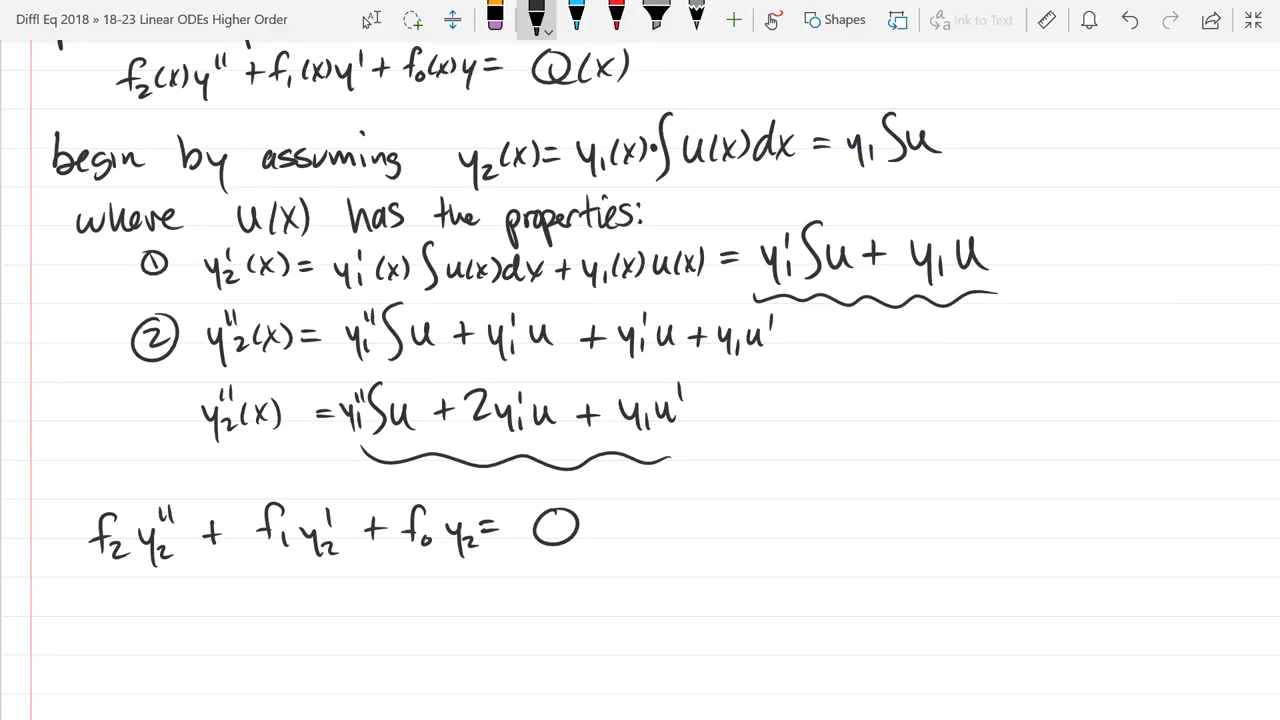 Diffl Eq 2018 » 18-23 Linear ODEs Higher Order
Shapes
Ink to Text
f₂(x)y'' + f₁(x)y' + f₀(x)y = Q(x)
begin by assuming y₂(x) = y₁(x)·∫u(x)dx = y₁∫u
where u(x) has the properties:
① y₂'(x) = y₁'(x)∫u(x)dx + y₁(x)u(x) = y₁'∫u + y₁u
② y₂''(x) = y₁''∫u + y₁'u + y₁'u + y₁u'
y₂''(x) = y₁''∫u + 2y₁'u + y₁u'
f₂y₂'' + f₁y₂' + f₀y₂ = 0